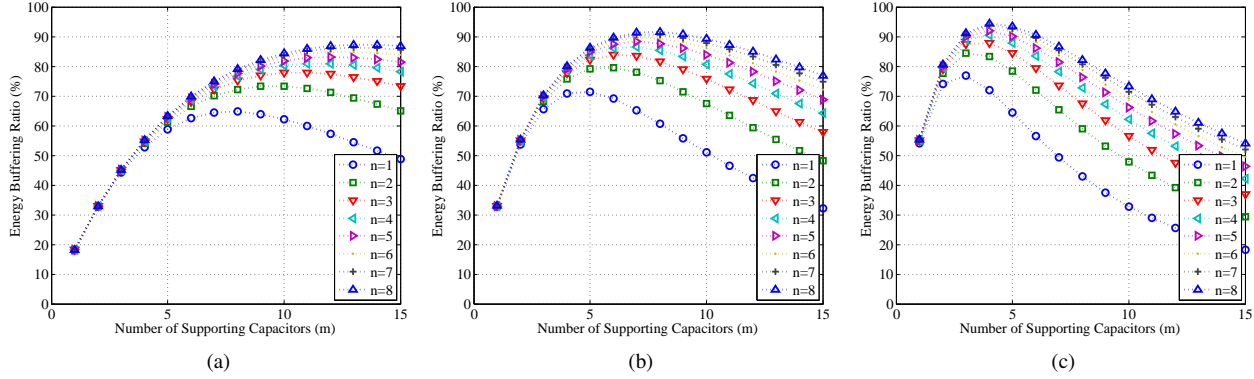 100
90
80
70
60
50
40
30
20
10
0
0
5
10
15
Energy Buffering Ratio (%)
Number of Supporting Capacitors (m)
n=1
n=2
n=3
n=4
n=5
n=6
n=7
n=8
(a)
100
90
80
70
60
50
40
30
20
10
0
0
5
10
15
Energy Buffering Ratio (%)
Number of Supporting Capacitors (m)
n=1
n=2
n=3
n=4
n=5
n=6
n=7
n=8
(b)
100
90
80
70
60
50
40
30
20
10
0
0
5
10
15
Energy Buffering Ratio (%)
Number of Supporting Capacitors (m)
n=1
n=2
n=3
n=4
n=5
n=6
n=7
n=8
(c)